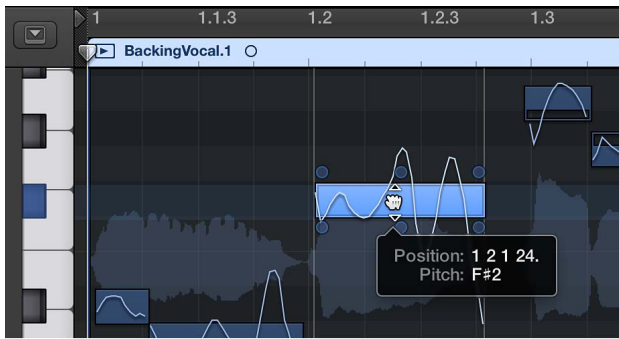 1 1.1.3 1.2 1.2.3 1.3
BackingVocal.1
Position: 1 2 1 24.
Pitch: F♯2